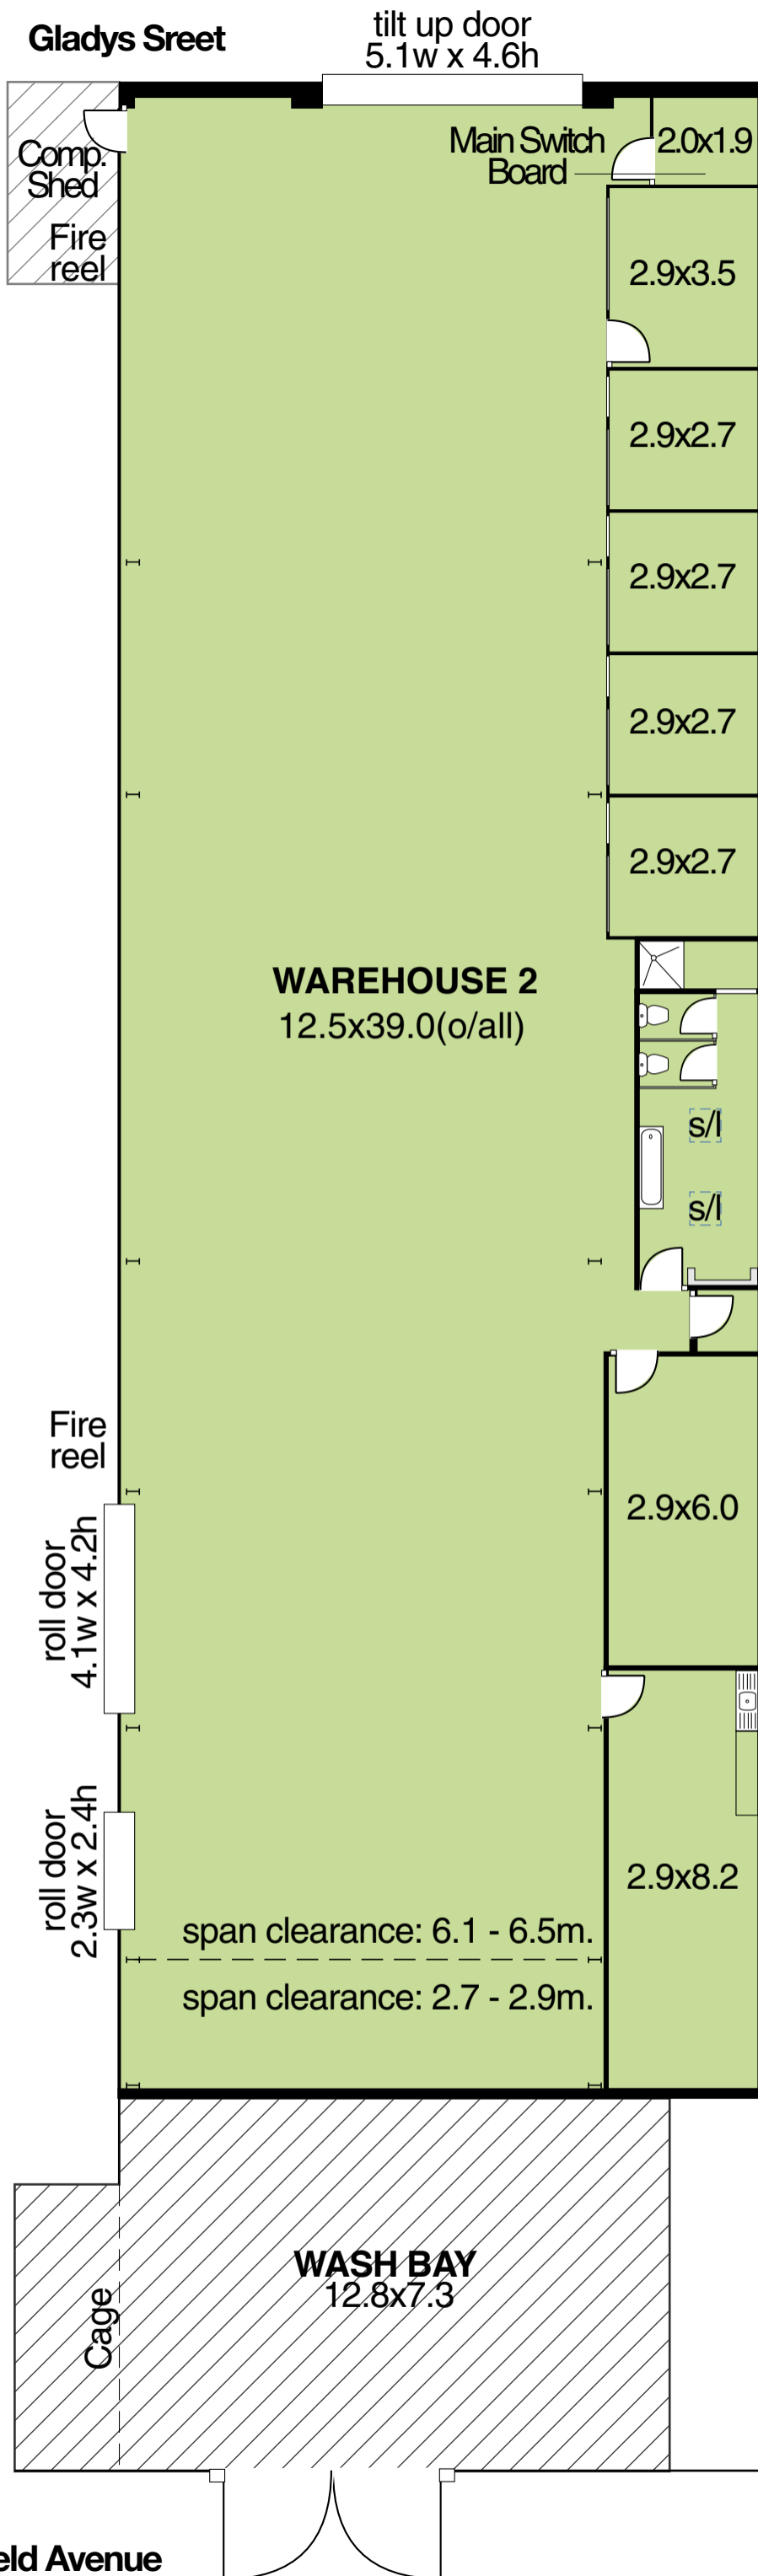 Gladys Sreet
tilt up door
5.1w x 4.6h
Comp.
Shed
Main Switch
Board
2.0x1.9
Fire
reel
2.9x3.5
2.9x2.7
2.9x2.7
2.9x2.7
2.9x2.7
WAREHOUSE 2
12.5x39.0(o/all)
s/l
s/l
Fire
reel
2.9x6.0
roll door
4.1w x 4.2h
roll door
2.3w x 2.4h
2.9x8.2
span clearance: 6.1 - 6.5m.
span clearance: 2.7 - 2.9m.
WASH BAY
12.8x7.3
Cage
eld Avenue